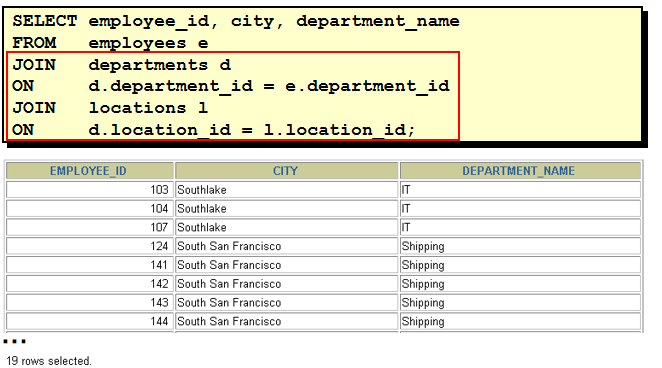 SELECT employee_id, city, department_name
FROM employees e
JOIN departments d
ON d.department_id = e.department_id
JOIN locations l
ON d.location_id = l.location_id;
EMPLOYEE_ID CITY DEPARTMENT_NAME
103 Southlake IT
104 Southlake IT
107 Southlake IT
124 South San Francisco Shipping
141 South San Francisco Shipping
142 South San Francisco Shipping
143 South San Francisco Shipping
144 South San Francisco Shipping
...
19 rows selected.